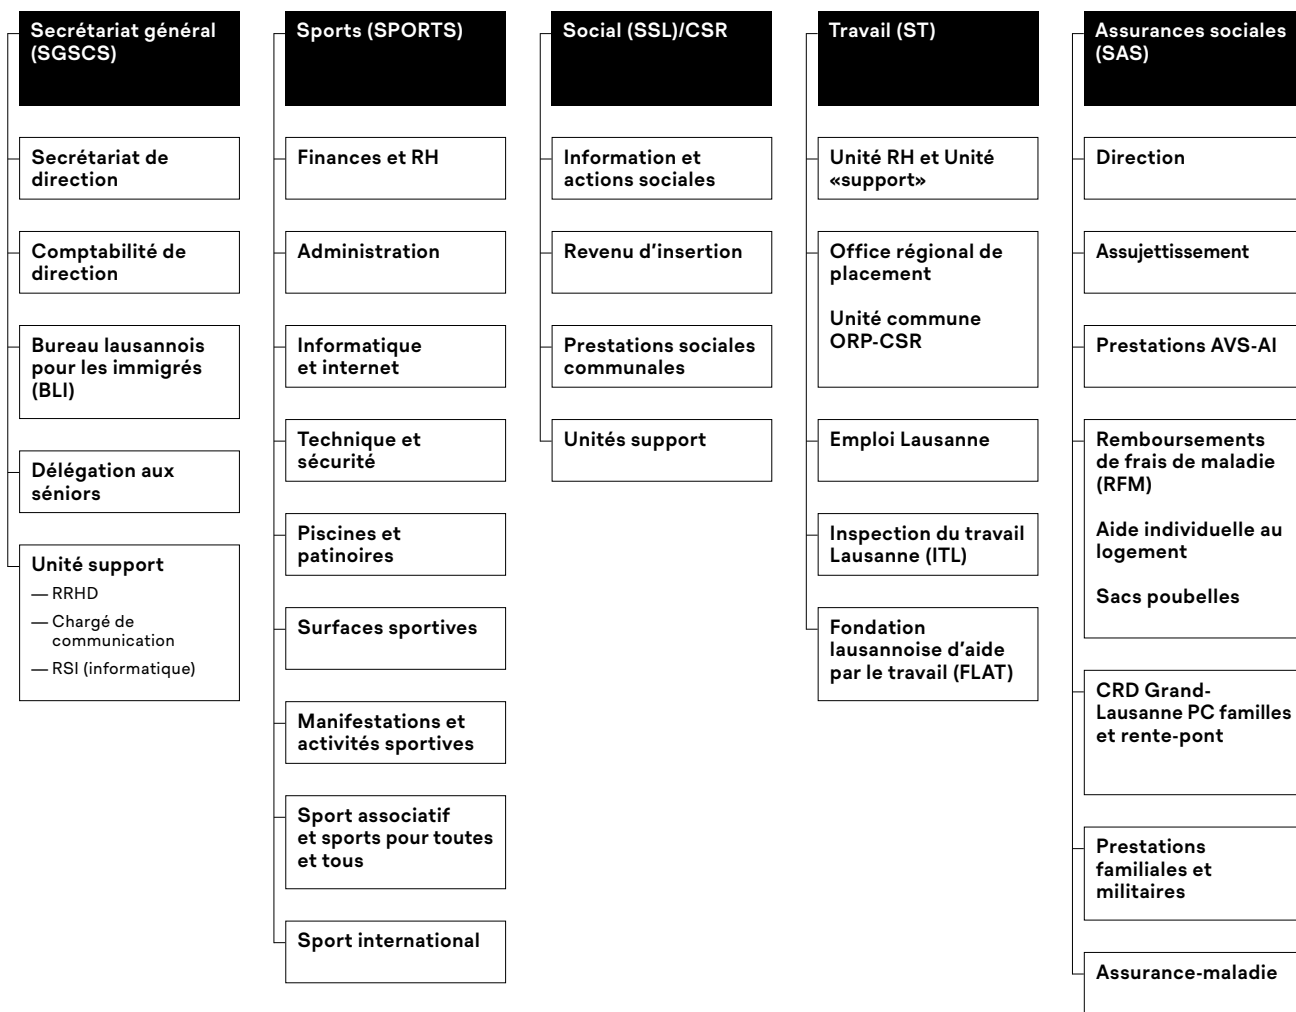 Secrétariat général
(SGSCS)
Secrétariat de
direction
Comptabilité de
direction
Bureau lausannois
pour les immigrés
(BLI)
Délégation aux
séniors
Unité support
— RRHD
— Chargé de
communication
— RSI (informatique)
Sports (SPORTS)
Finances et RH
Administration
Informatique
et internet
Technique et
sécurité
Piscines et
patinoires
Surfaces sportives
Manifestations et
activités sportives
Sport associatif
et sports pour toutes
et tous
Sport international
Social (SSL)/CSR
Information et
actions sociales
Revenu d'insertion
Prestations sociales
communales
Unités support
Travail (ST)
Unité RH et Unité
«support»
Office régional de
placement
Unité commune
ORP-CSR
Emploi Lausanne
Inspection du travail
Lausanne (ITL)
Fondation
lausannoise d'aide
par le travail (FLAT)
Assurances sociales
(SAS)
Direction
Assujettissement
Prestations AVS-AI
Remboursements
de frais de maladie
(RFM)
Aide individuelle au
logement
Sacs poubelles
CRD Grand-
Lausanne PC familles
et rente-pont
Prestations
familiales et
militaires
Assurance-maladie